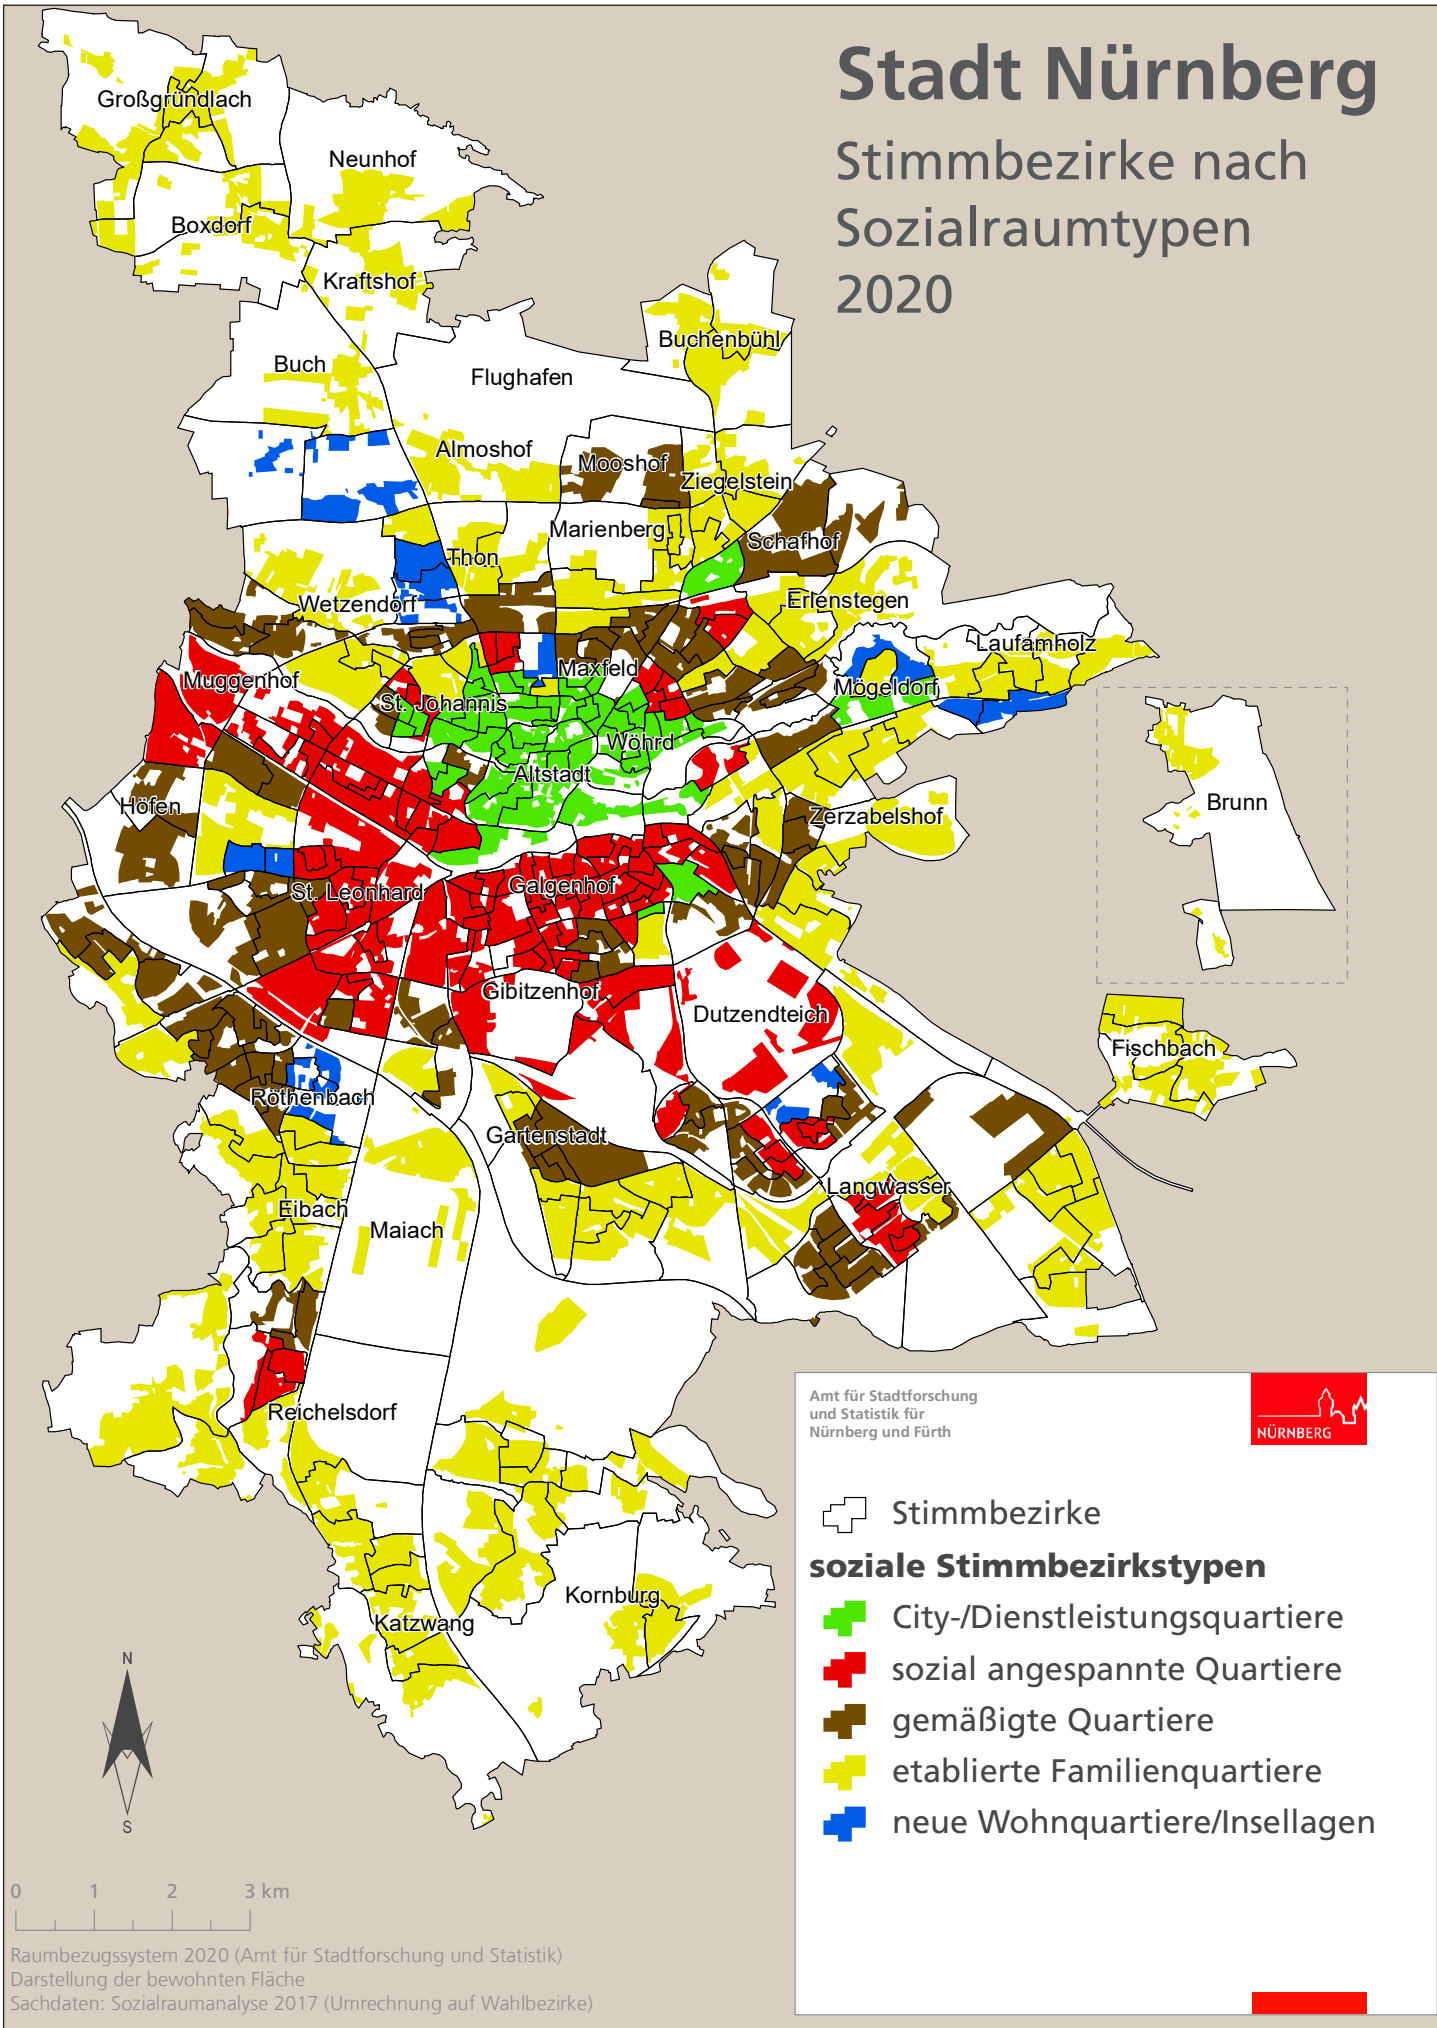 Stadt Nürnberg
Stimmbezirke nach
Sozialraumtypen
2020
Großgründlach
Neunhof
Boxdorf
Kraftshof
Buchenbühl
Buch
Flughafen
Almoshof
Mooshof
Ziegelstein
Marienberg
Schafhof
Thon
Wetzendorf
Erlenstegen
Laufamholz
Maxfeld
Muggenhof
Mögeldorf
St. Johannis
Wöhrd
Altstadt
Höfen
Zerzabelshof
Brunn
St. Leonhard
Galgenhof
Gibitzenhof
Dutzendteich
Fischbach
Röthenbach
Gartenstadt
Langwasser
Eibach
Maiach
Reichelsdorf
Kornburg
Katzwang
Amt für Stadtforschung
und Statistik für
Nürnberg und Fürth
NÜRNBERG
Stimmbezirke
soziale Stimmbezirkstypen
City-/Dienstleistungsquartiere
sozial angespannte Quartiere
gemäßigte Quartiere
etablierte Familienquartiere
neue Wohnquartiere/Insellagen
N
S
0 1 2 3 km
Raumbezugssystem 2020 (Amt für Stadtforschung und Statistik)
Darstellung der bewohnten Fläche
Sachdaten: Sozialraumanalyse 2017 (Umrechnung auf Wahlbezirke)